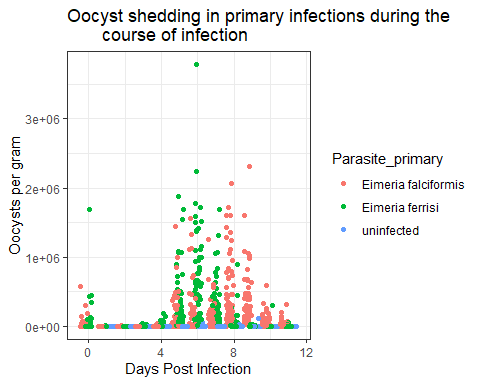 Oocyst shedding in primary infections during the
course of infection
Oocysts per gram
3e+06
2e+06
1e+06
0e+00
0
4
8
12
Days Post Infection
Parasite_primary
Eimeria falciformis
Eimeria ferrisi
uninfected